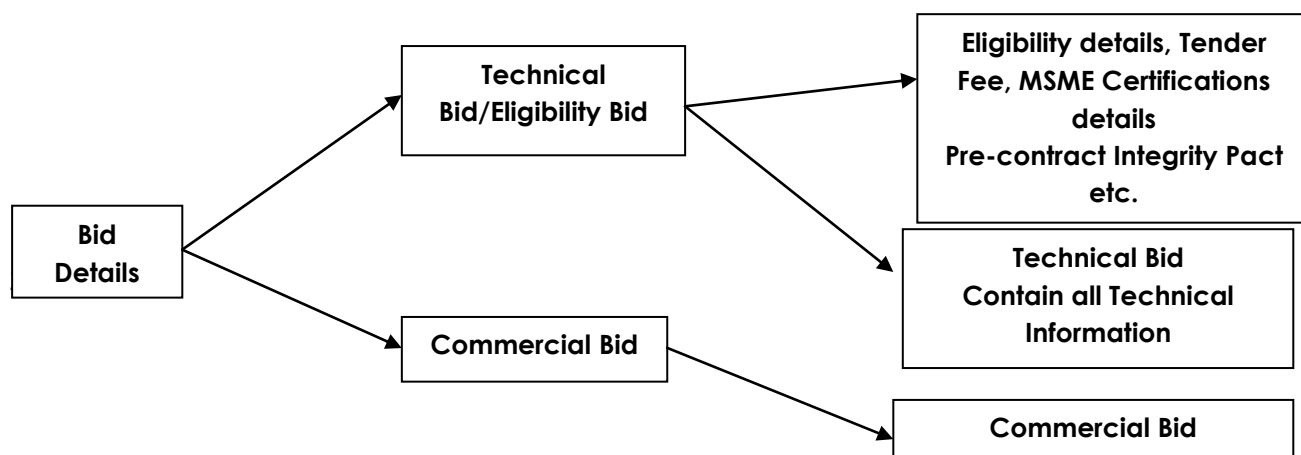 Bid
Details
Technical
Bid/Eligibility Bid
Commercial Bid
Eligibility details, Tender
Fee, MSME Certifications
details
Pre-contract Integrity Pact
etc.
Technical Bid
Contain all Technical
Information
Commercial Bid